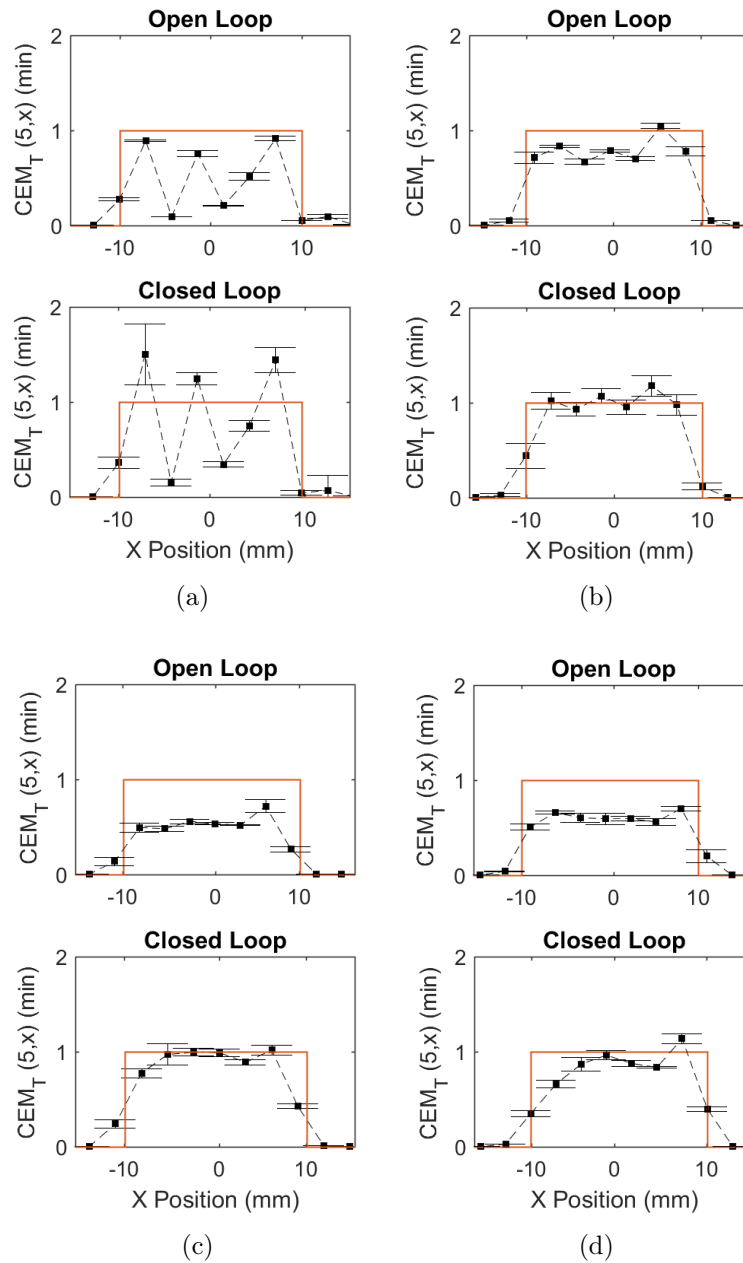 Open Loop
2
1
0
CEM_T (5,x) (min)
-10
0
10
Closed Loop
2
1
0
CEM_T (5,x) (min)
-10
0
10
X Position (mm)
(a)
Open Loop
2
1
0
CEM_T (5,x) (min)
-10
0
10
Closed Loop
2
1
0
CEM_T (5,x) (min)
-10
0
10
X Position (mm)
(b)
Open Loop
2
1
0
CEM_T (5,x) (min)
-10
0
10
Closed Loop
2
1
0
CEM_T (5,x) (min)
-10
0
10
X Position (mm)
(c)
Open Loop
2
1
0
CEM_T (5,x) (min)
-10
0
10
Closed Loop
2
1
0
CEM_T (5,x) (min)
-10
0
10
X Position (mm)
(d)